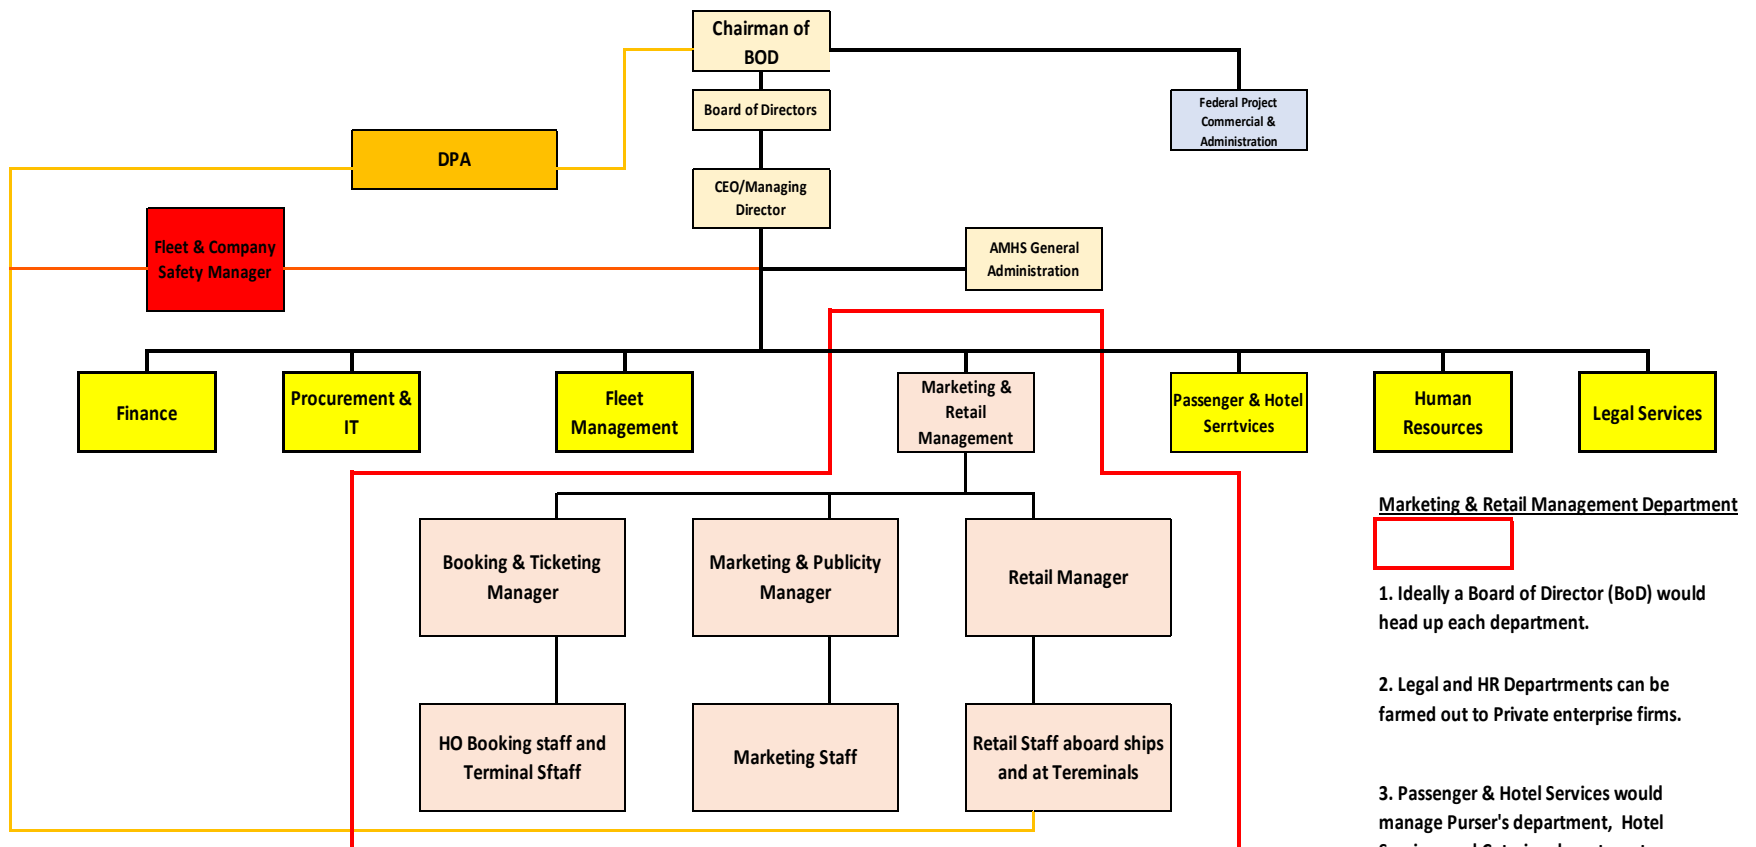 Chairman of
BOD
Board of Directors
Federal Project
Commercial &
Administration
DPA
CEO/Managing
Director
Fleet & Company
Safety Manager
AMHS General
Administration
Finance
Procurement &
IT
Fleet
Management
Marketing &
Retail
Management
Passenger & Hotel
Serrtvices
Human
Resources
Legal Services
Marketing & Retail Management Department
Booking & Ticketing
Manager
Marketing & Publicity
Manager
Retail Manager
1. Ideally a Board of Director (BoD) would
head up each department.
2. Legal and HR Departrments can be
farmed out to Private enterprise firms.
HO Booking staff and
Terminal Sftaff
Marketing Staff
Retail Staff aboard ships
and at Tereminals
3. Passenger & Hotel Services would
manage Purser's department, Hotel